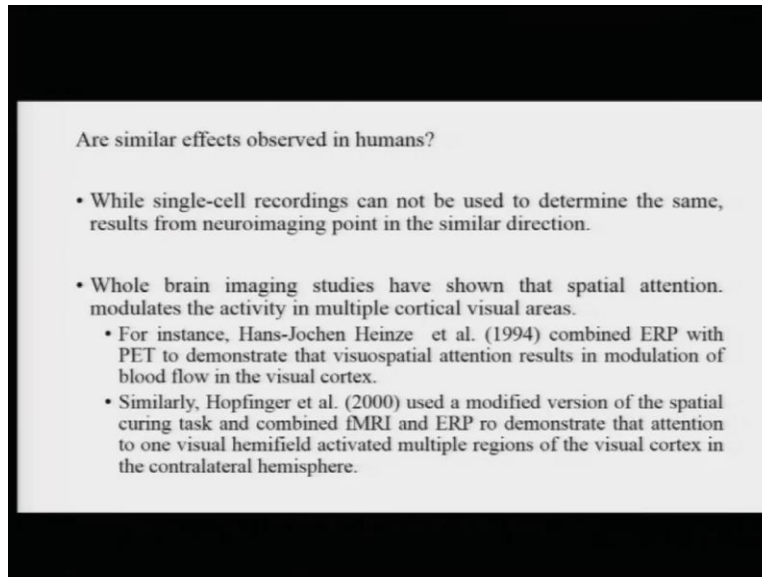 Are similar effects observed in humans?
• While single-cell recordings can not be used to determine the same,
results from neuroimaging point in the similar direction.
• Whole brain imaging studies have shown that spatial attention.
modulates the activity in multiple cortical visual areas.
• For instance, Hans-Jochen Heinze et al. (1994) combined ERP with
PET to demonstrate that visuospatial attention results in modulation of
blood flow in the visual cortex.
• Similarly, Hopfinger et al. (2000) used a modified version of the spatial
curing task and combined fMRI and ERP ro demonstrate that attention
to one visual hemifield activated multiple regions of the visual cortex in
the contralateral hemisphere.